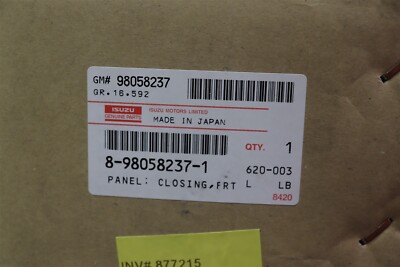 GM# 98058237
GR.16.592
ISUZU
GENUINE PARTS
ISUZU MOTORS LIMITED
MADE IN JAPAN
QTY. 1
8-98058237-1
620-003
PANEL: CLOSING,FRT L LB
8420
INV# 877215